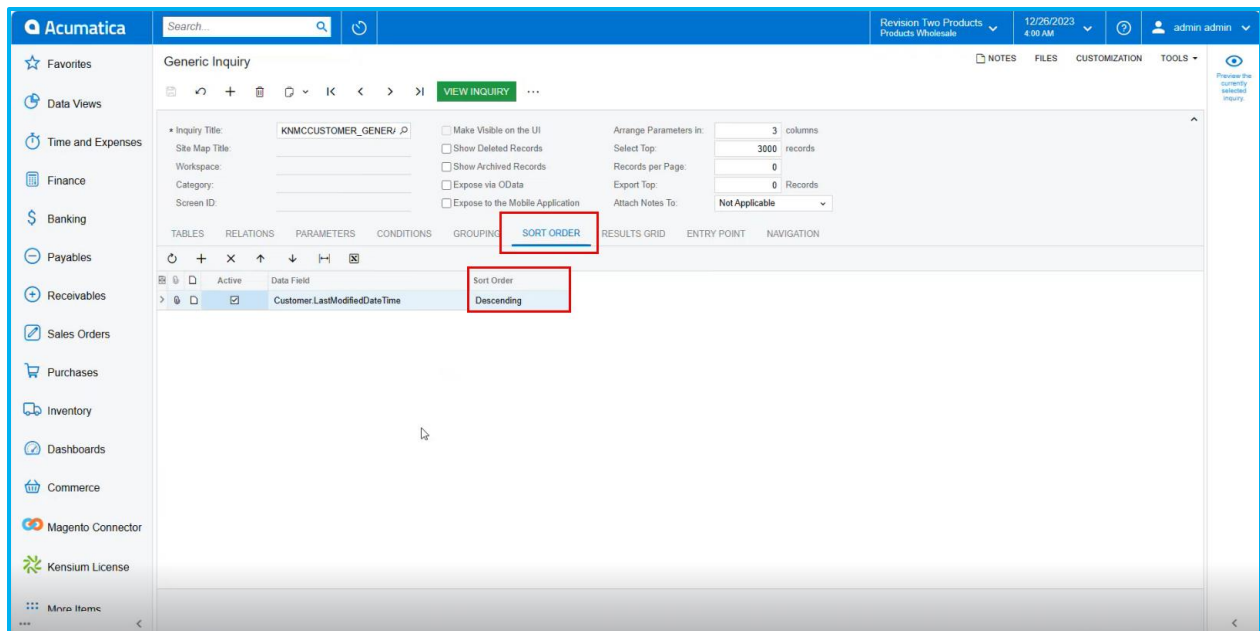 Acumatica
Search...
Revision Two Products
Products Wholesale
12/26/2023
4:00 AM
admin admin
Favorites
Data Views
Time and Expenses
Finance
Banking
Payables
Receivables
Sales Orders
Purchases
Inventory
Dashboards
Commerce
Magento Connector
Kensium License
More Items
Generic Inquiry
NOTES FILES CUSTOMIZATION TOOLS
VIEW INQUIRY
Preview the
currently
selected
inquiry.
* Inquiry Title: KNMCCUSTOMER_GENERA
Site Map Title:
Workspace:
Category:
Screen ID:
Make Visible on the UI
Show Deleted Records
Show Archived Records
Expose via OData
Expose to the Mobile Application
Arrange Parameters in: 3 columns
Select Top: 3000 records
Records per Page: 0
Export Top: 0 Records
Attach Notes To: Not Applicable
TABLES RELATIONS PARAMETERS CONDITIONS GROUPING SORT ORDER RESULTS GRID ENTRY POINT NAVIGATION
Active Data Field Sort Order
Customer.LastModifiedDateTime Descending